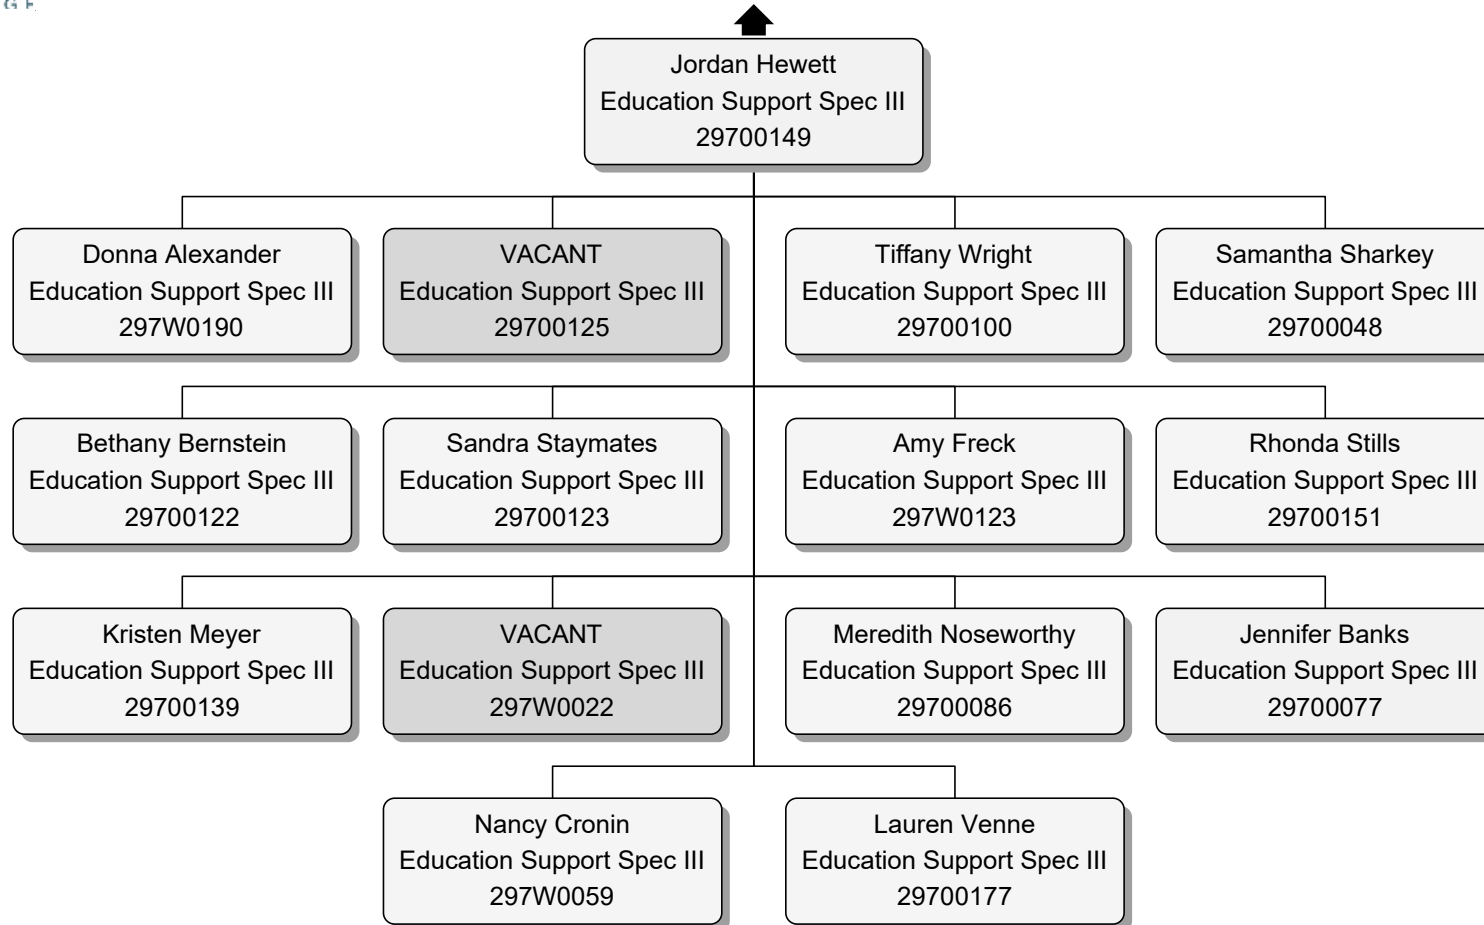 Jordan Hewett
Education Support Spec III
29700149
Donna Alexander
Education Support Spec III
297W0190
VACANT
Education Support Spec III
29700125
Tiffany Wright
Education Support Spec III
29700100
Samantha Sharkey
Education Support Spec III
29700048
Bethany Bernstein
Education Support Spec III
29700122
Sandra Staymates
Education Support Spec III
29700123
Amy Freck
Education Support Spec III
297W0123
Rhonda Stills
Education Support Spec III
29700151
Kristen Meyer
Education Support Spec III
29700139
VACANT
Education Support Spec III
297W0022
Meredith Noseworthy
Education Support Spec III
29700086
Jennifer Banks
Education Support Spec III
29700077
Nancy Cronin
Education Support Spec III
297W0059
Lauren Venne
Education Support Spec III
29700177